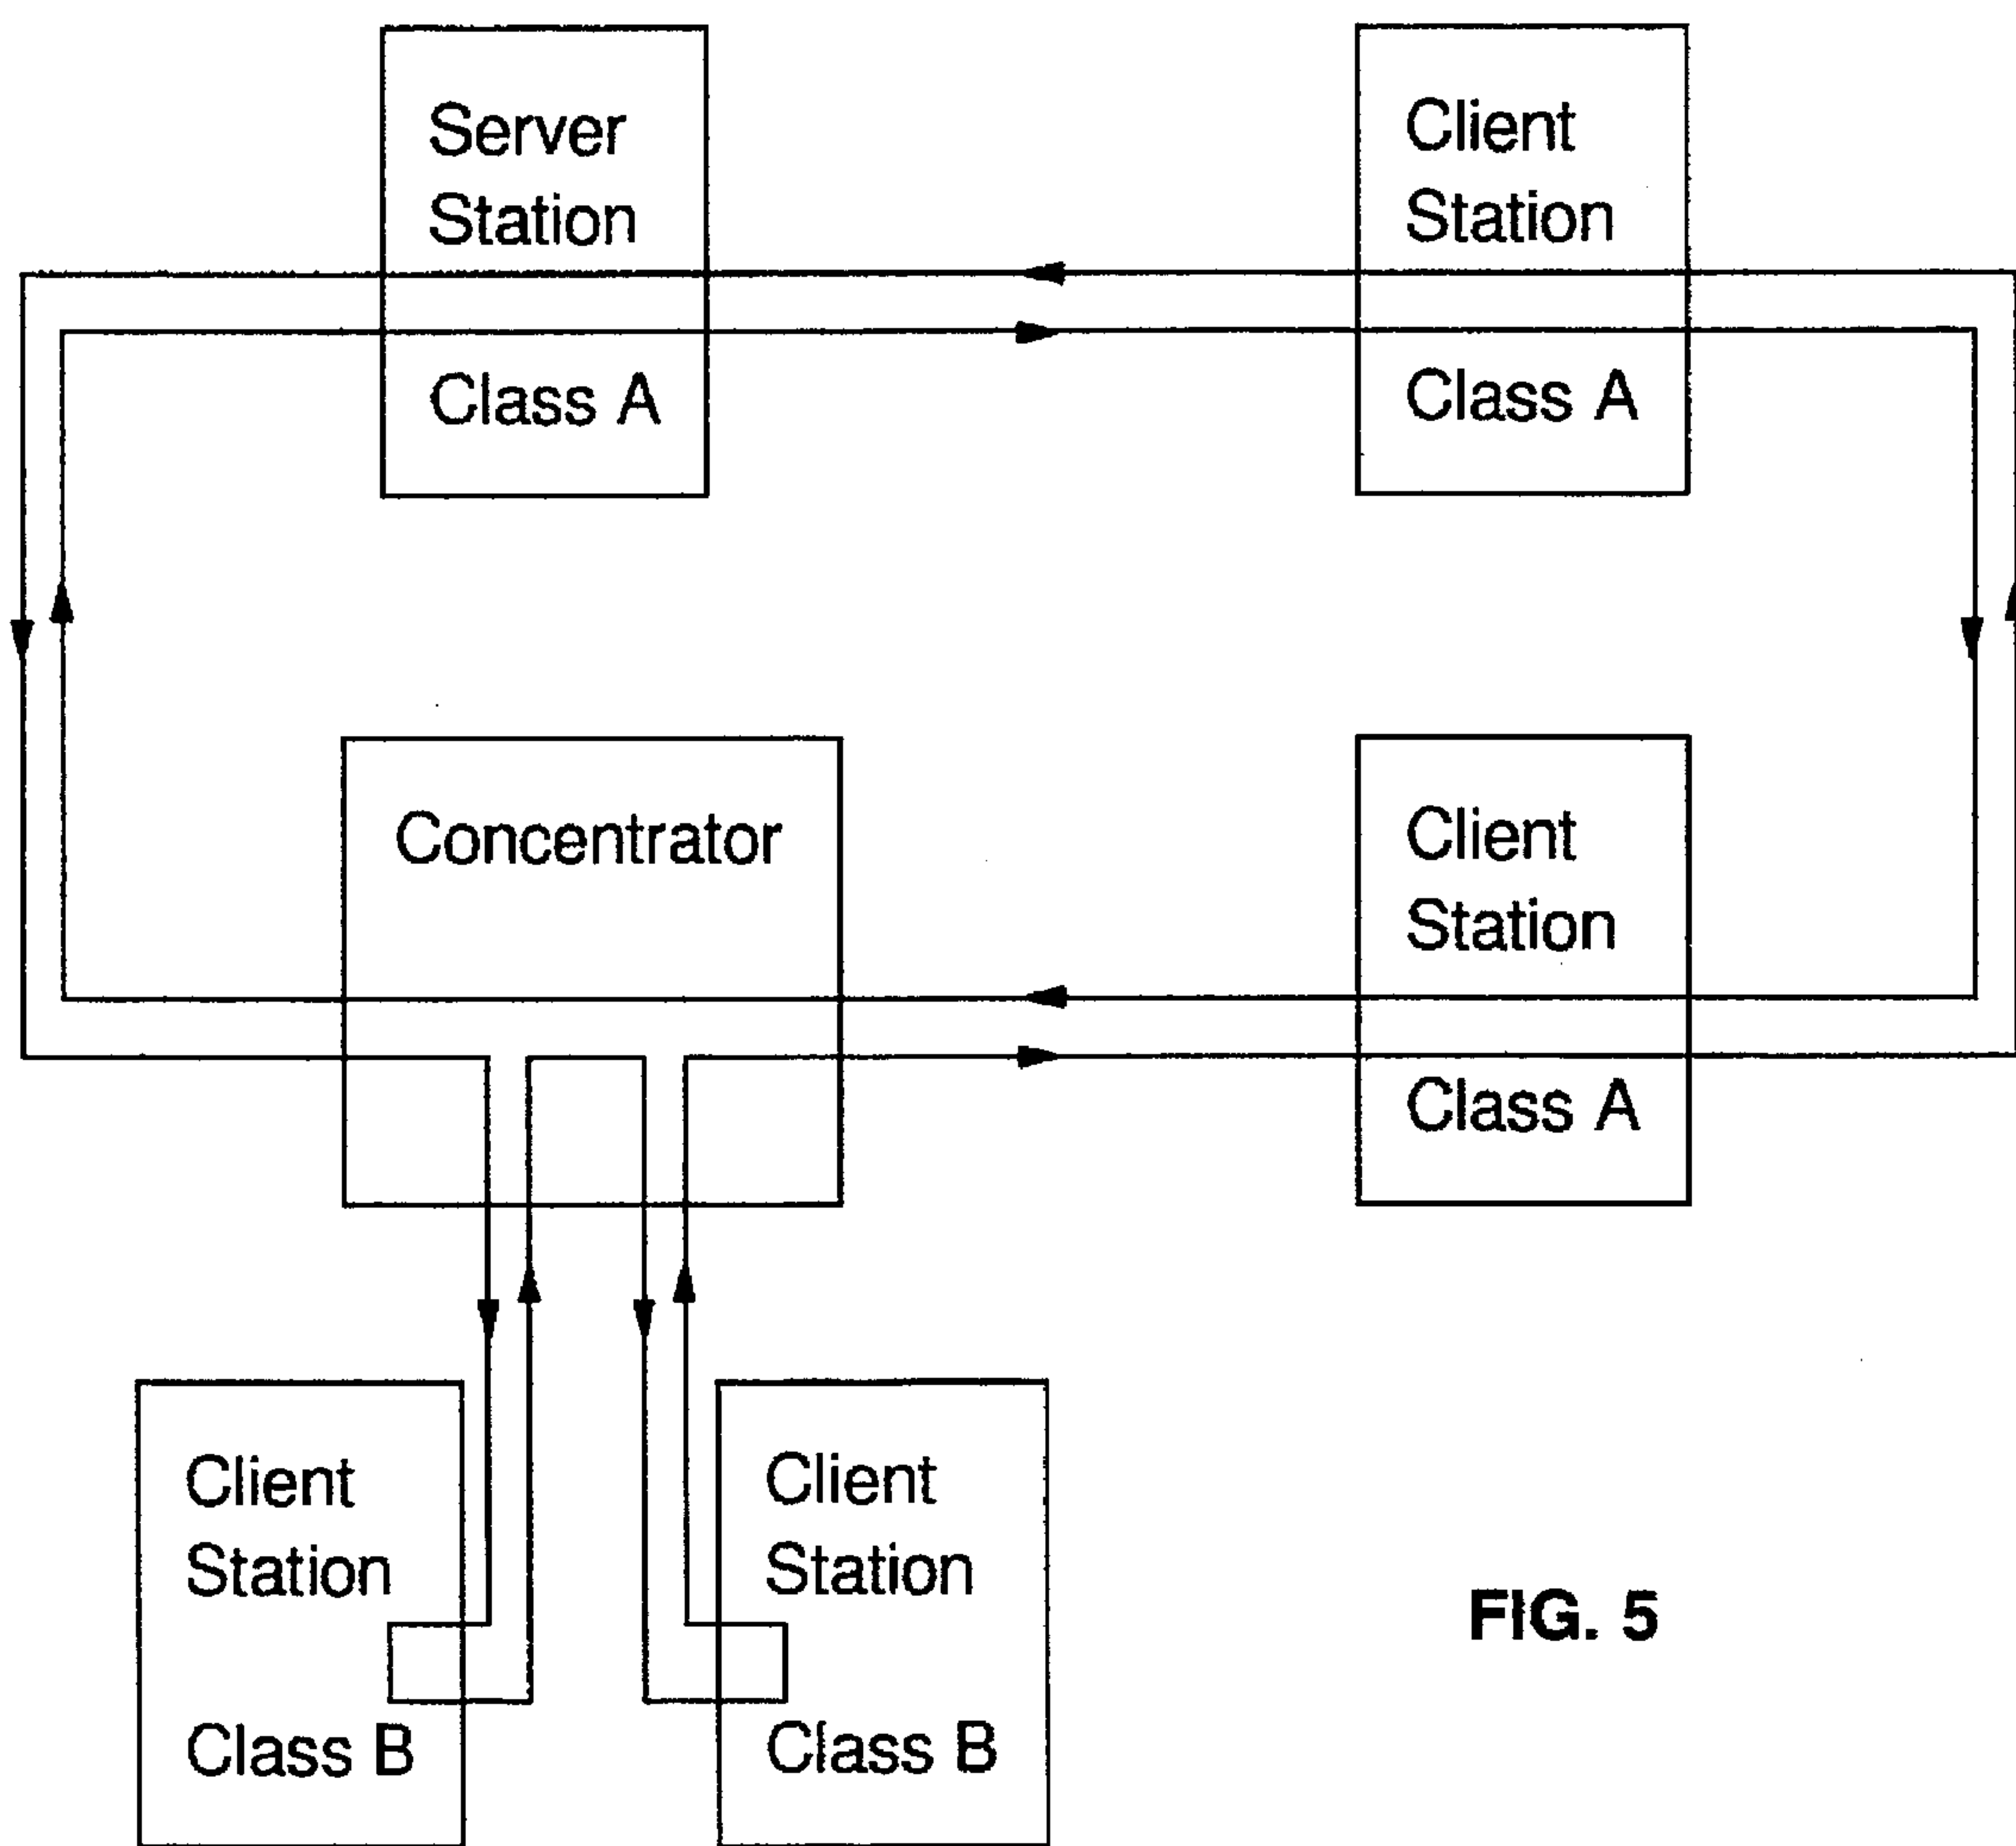 Server
Station
Class A
Client
Station
Class A
Concentrator
Client
Station
Class A
Client
Station
Class B
Client
Station
Class B
FIG. 5